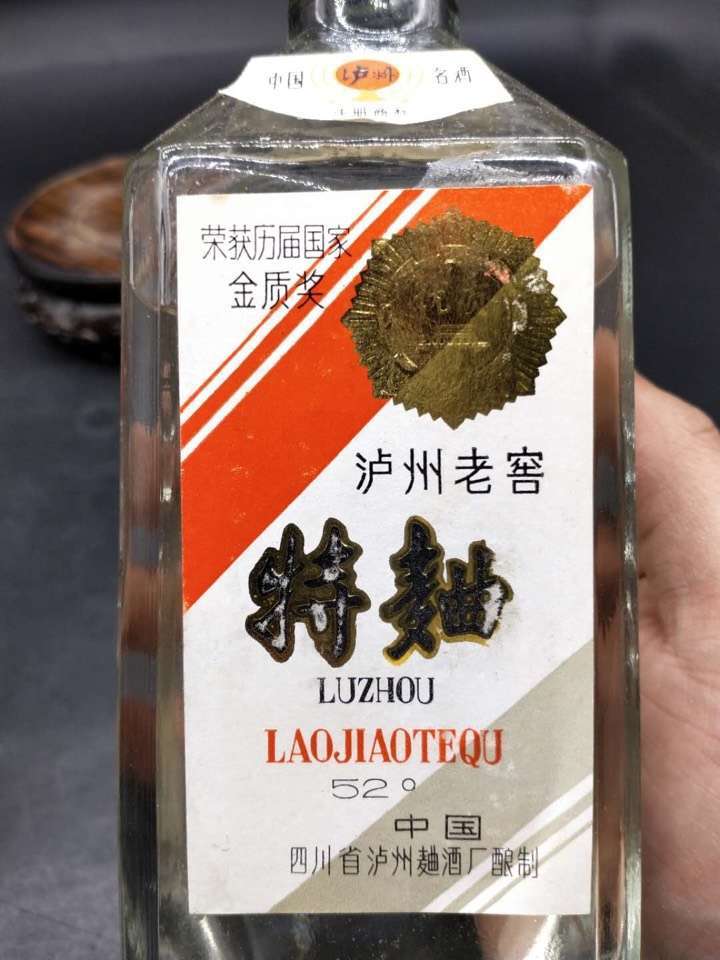 中国 泸州 名酒
荣获历届国家
金质奖
泸州老窖
特麯
LUZHOU
LAOJIAOTEQU
52°
中国
四川省泸州麯酒厂酿制